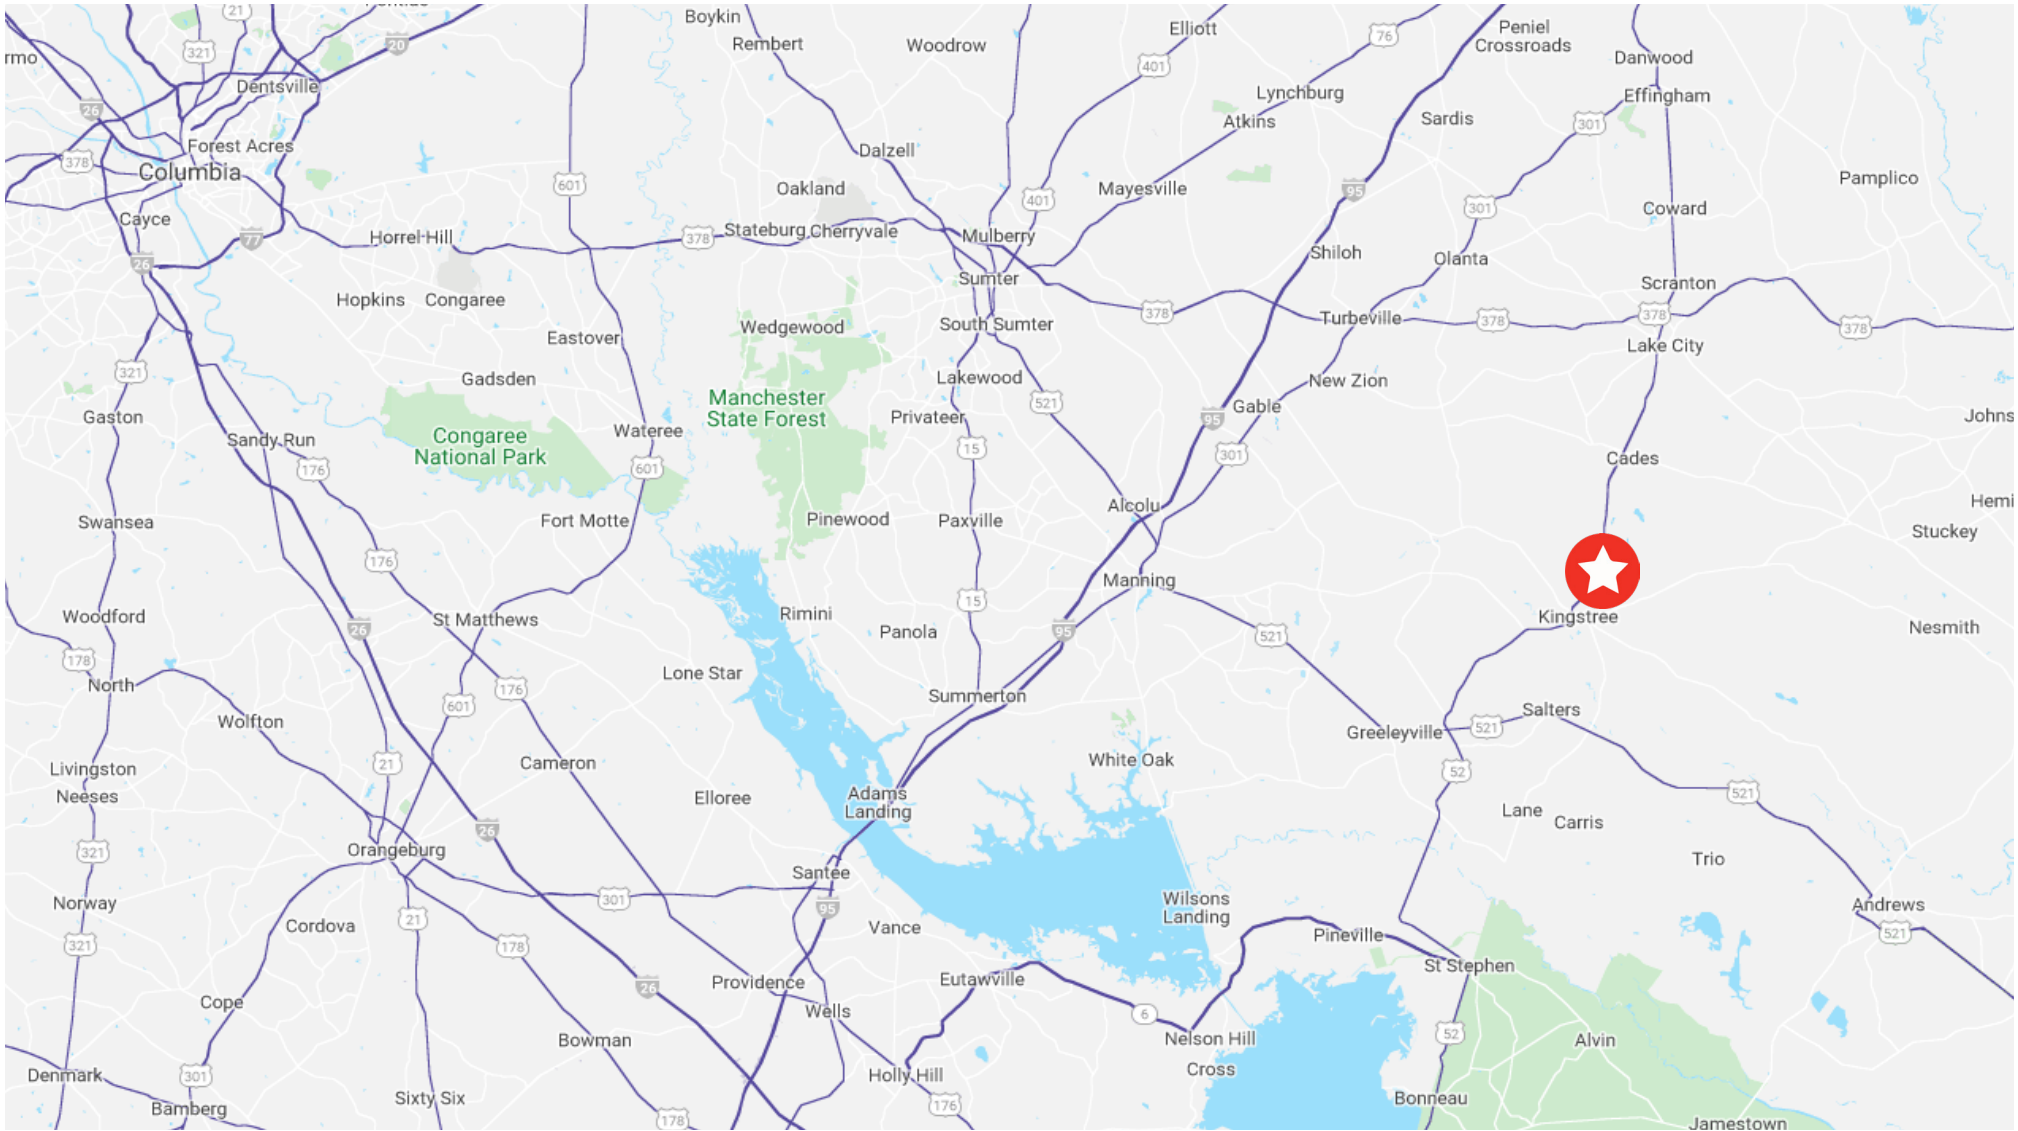 Boykin
Elliott
76
Peniel
Crossroads
21
321
20
Rembert
Woodrow
401
Danwood
rmo
Dentsville
Lynchburg
Effingham
26
Atkins
Sardis
301
Forest Acres
Dalzell
378
Columbia
601
Oakland
Mayesville
95
Pamplico
401
301
Coward
Cayce
77
Horrel Hill
378
Stateburg
Cherryvale
Mulberry
Shiloh
Olanta
26
Sumter
Scranton
Hopkins
Congaree
378
378
378
378
Turbeville
Wedgewood
South Sumter
Eastover
Lake City
321
Gadsden
Lakewood
New Zion
Manchester
State Forest
521
Gable
Gaston
Privateer
95
Johns
Sandy Run
Congaree
National Park
Wateree
15
301
Cades
176
601
Alcolu
Hemi
Swansea
Fort Motte
Pinewood
Paxville
Stuckey
176
Manning
15
Woodford
St Matthews
Rimini
Panola
95
521
Kingstree
Nesmith
26
178
North
Lone Star
176
Summerton
601
Wolfton
Salters
Greeleyville
521
Livingston
21
Cameron
White Oak
52
Neeses
Elloree
Adams
Landing
521
Lane
Carris
26
321
Orangeburg
Trio
Santee
Norway
301
95
Wilsons
Landing
Andrews
Cordova
21
Vance
Pineville
521
321
178
St Stephen
Providence
Eutawville
26
Cope
Wells
6
Bowman
Nelson Hill
52
Alvin
Denmark
301
Holly Hill
Cross
Bamberg
Sixty Six
176
178
Bonneau
Jamestown